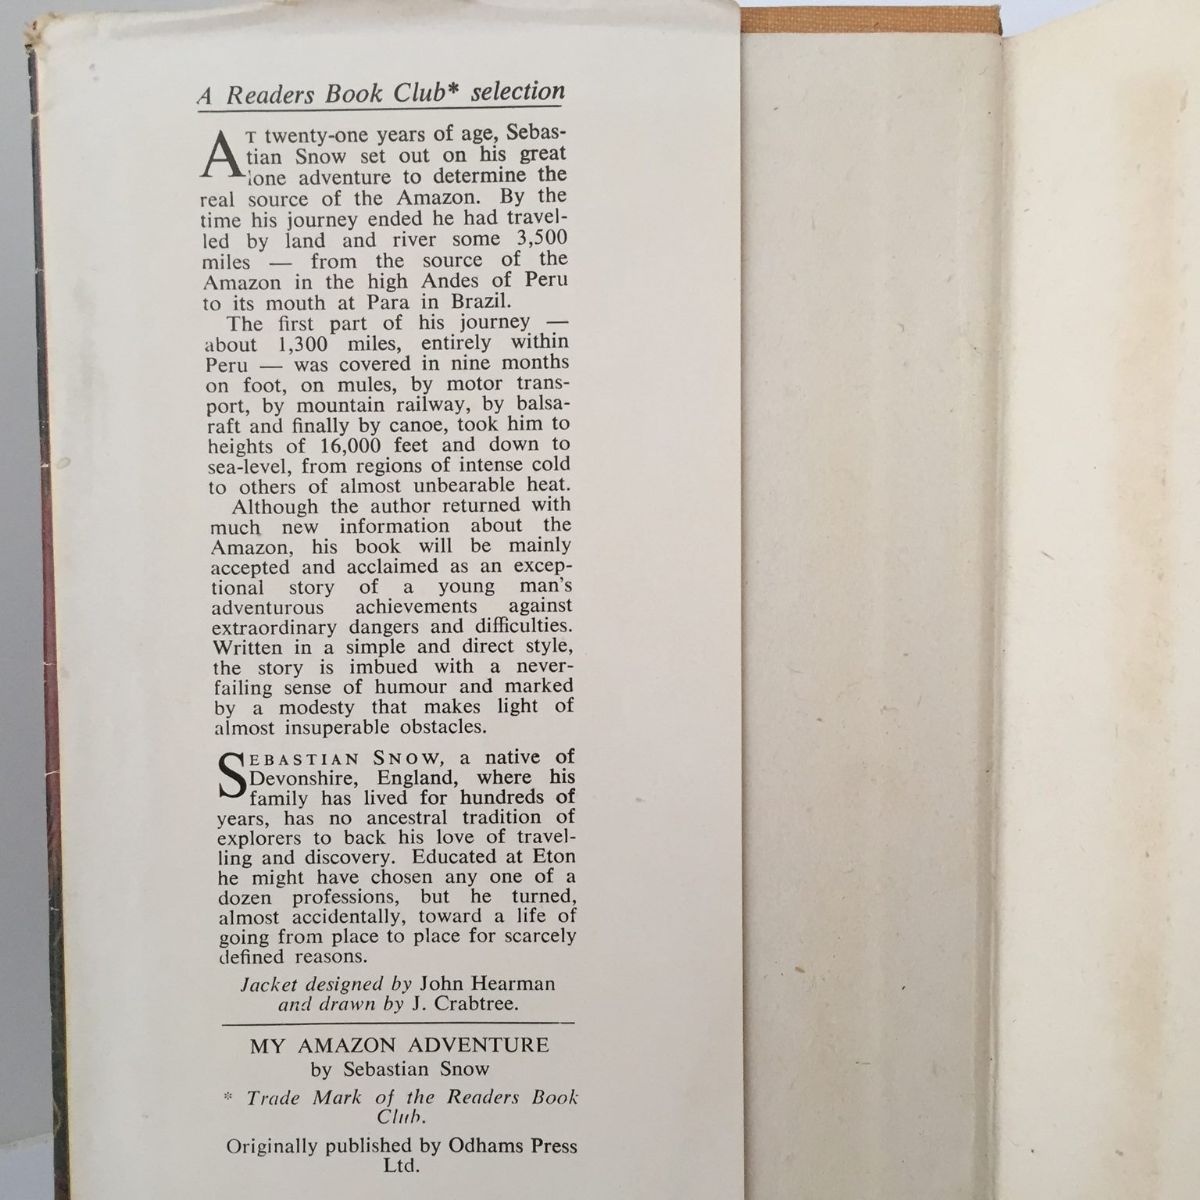 A Readers Book Club* selection
AT twenty-one years of age, Sebas-
tian Snow set out on his great
lone adventure to determine the
real source of the Amazon. By the
time his journey ended he had travel-
led by land and river some 3,500
miles — from the source of the
Amazon in the high Andes of Peru
to its mouth at Para in Brazil.
The first part of his journey —
about 1,300 miles, entirely within
Peru — was covered in nine months
on foot, on mules, by motor trans-
port, by mountain railway, by balsa-
raft and finally by canoe, took him to
heights of 16,000 feet and down to
sea-level, from regions of intense cold
to others of almost unbearable heat.
Although the author returned with
much new information about the
Amazon, his book will be mainly
accepted and acclaimed as an excep-
tional story of a young man's
adventurous achievements against
extraordinary dangers and difficulties.
Written in a simple and direct style,
the story is imbued with a never-
failing sense of humour and marked
by a modesty that makes light of
almost insuperable obstacles.
SEBASTIAN SNOW, a native of
Devonshire, England, where his
family has lived for hundreds of
years, has no ancestral tradition of
explorers to back his love of travel-
ling and discovery. Educated at Eton
he might have chosen any one of a
dozen professions, but he turned,
almost accidentally, toward a life of
going from place to place for scarcely
defined reasons.
Jacket designed by John Hearman
and drawn by J. Crabtree.
MY AMAZON ADVENTURE
by Sebastian Snow
* Trade Mark of the Readers Book
Club.
Originally published by Odhams Press
Ltd.